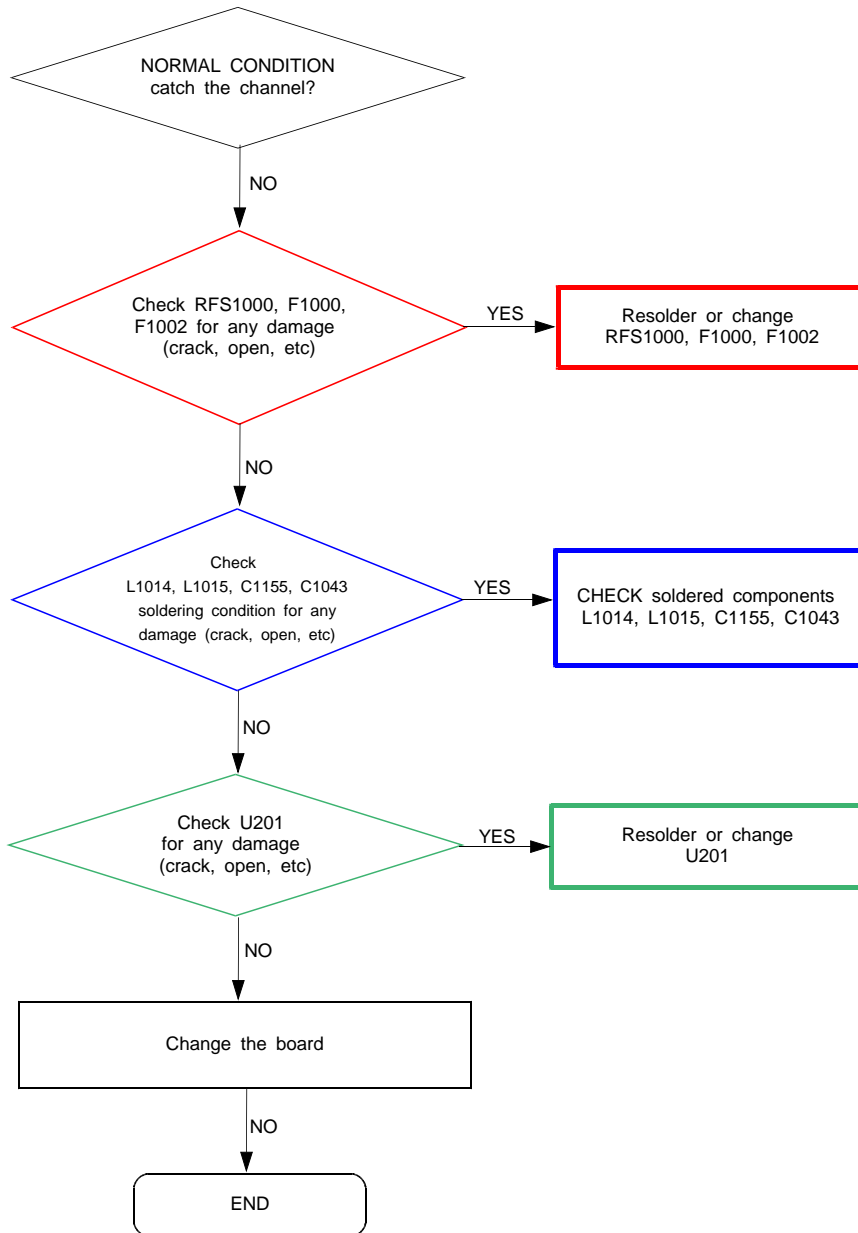 NORMAL CONDITION
catch the channel?
NO
Check RFS1000, F1000,
F1002 for any damage
(crack, open, etc)
YES
Resolder or change
RFS1000, F1000, F1002
NO
Check
L1014, L1015, C1155, C1043
soldering condition for any
damage (crack, open, etc)
YES
CHECK soldered components
L1014, L1015, C1155, C1043
NO
Check U201
for any damage
(crack, open, etc)
YES
Resolder or change
U201
NO
Change the board
NO
END